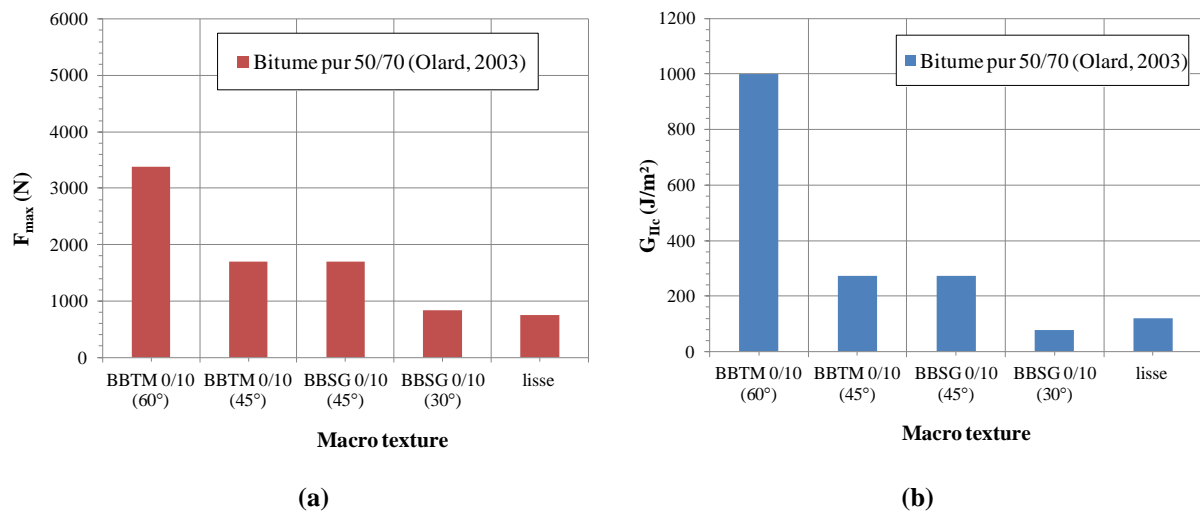 6000
5000
4000
3000
2000
1000
0
F_max (N)
Bitume pur 50/70 (Olard, 2003)
BBTM 0/10 BBTM 0/10 BBSG 0/10 BBSG 0/10 lisse
(60°) (45°) (45°) (30°)
Macro texture
(a)
1200
1000
800
600
400
200
0
G_IIc (J/m²)
Bitume pur 50/70 (Olard, 2003)
BBTM 0/10 BBTM 0/10 BBSG 0/10 BBSG 0/10 lisse
(60°) (45°) (45°) (30°)
Macro texture
(b)